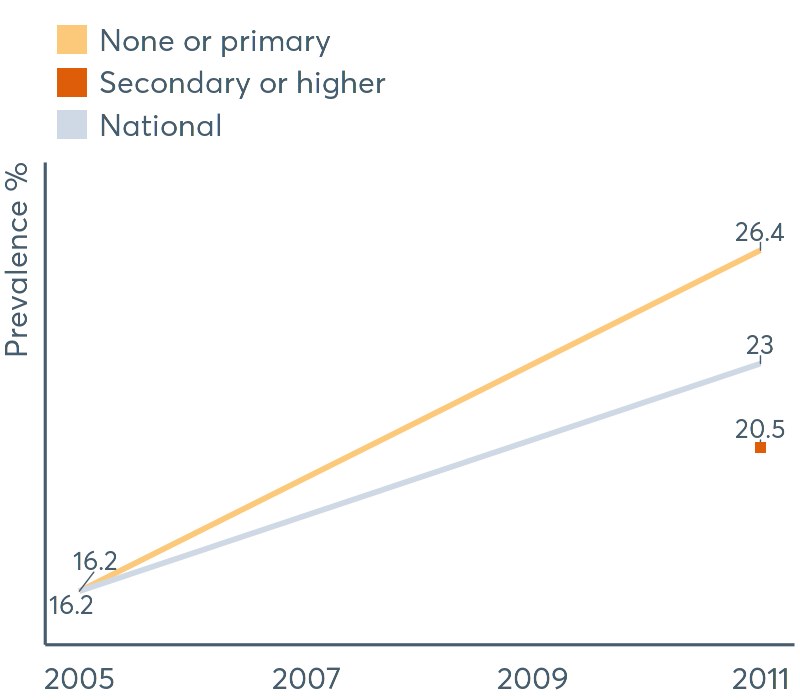 None or primary
Secondary or higher
National
Prevalence %
26.4
23
20.5
16.2
16.2
2005 2007 2009 2011